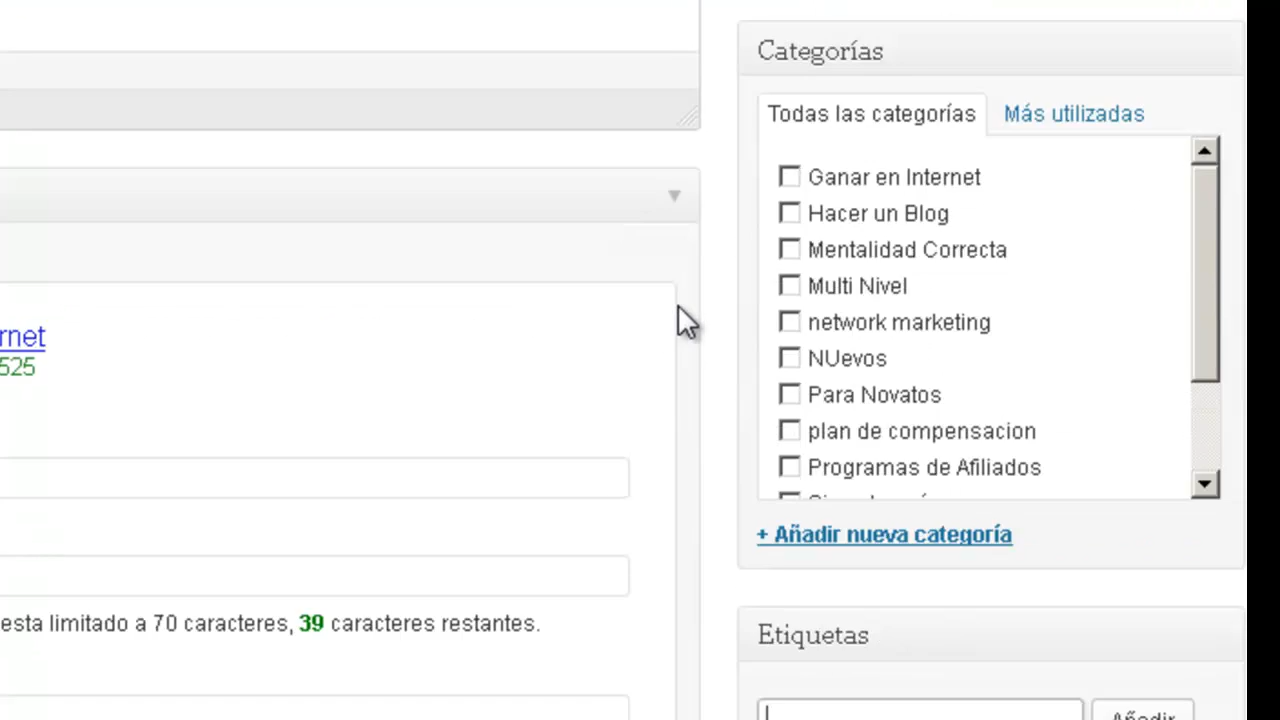 rnet
525
esta limitado a 70 caracteres, 39 caracteres restantes.
Categorías
Todas las categorías
Más utilizadas
Ganar en Internet
Hacer un Blog
Mentalidad Correcta
Multi Nivel
network marketing
NUevos
Para Novatos
plan de compensacion
Programas de Afiliados
+ Añadir nueva categoría
Etiquetas
Añadir